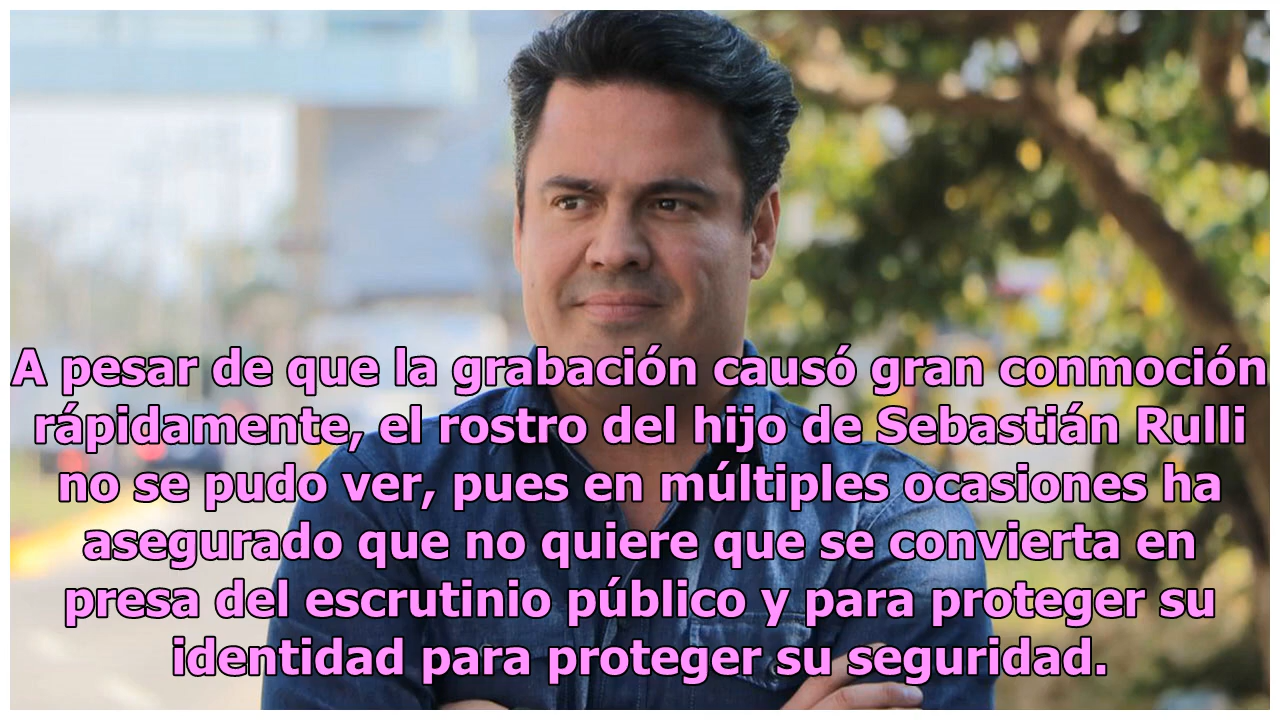 A pesar de que la grabación causó gran conmoción
rápidamente, el rostro del hijo de Sebastián Rulli
no se pudo ver, pues en múltiples ocasiones ha
asegurado que no quiere que se convierta en
presa del escrutinio público y para proteger su
identidad para proteger su seguridad.